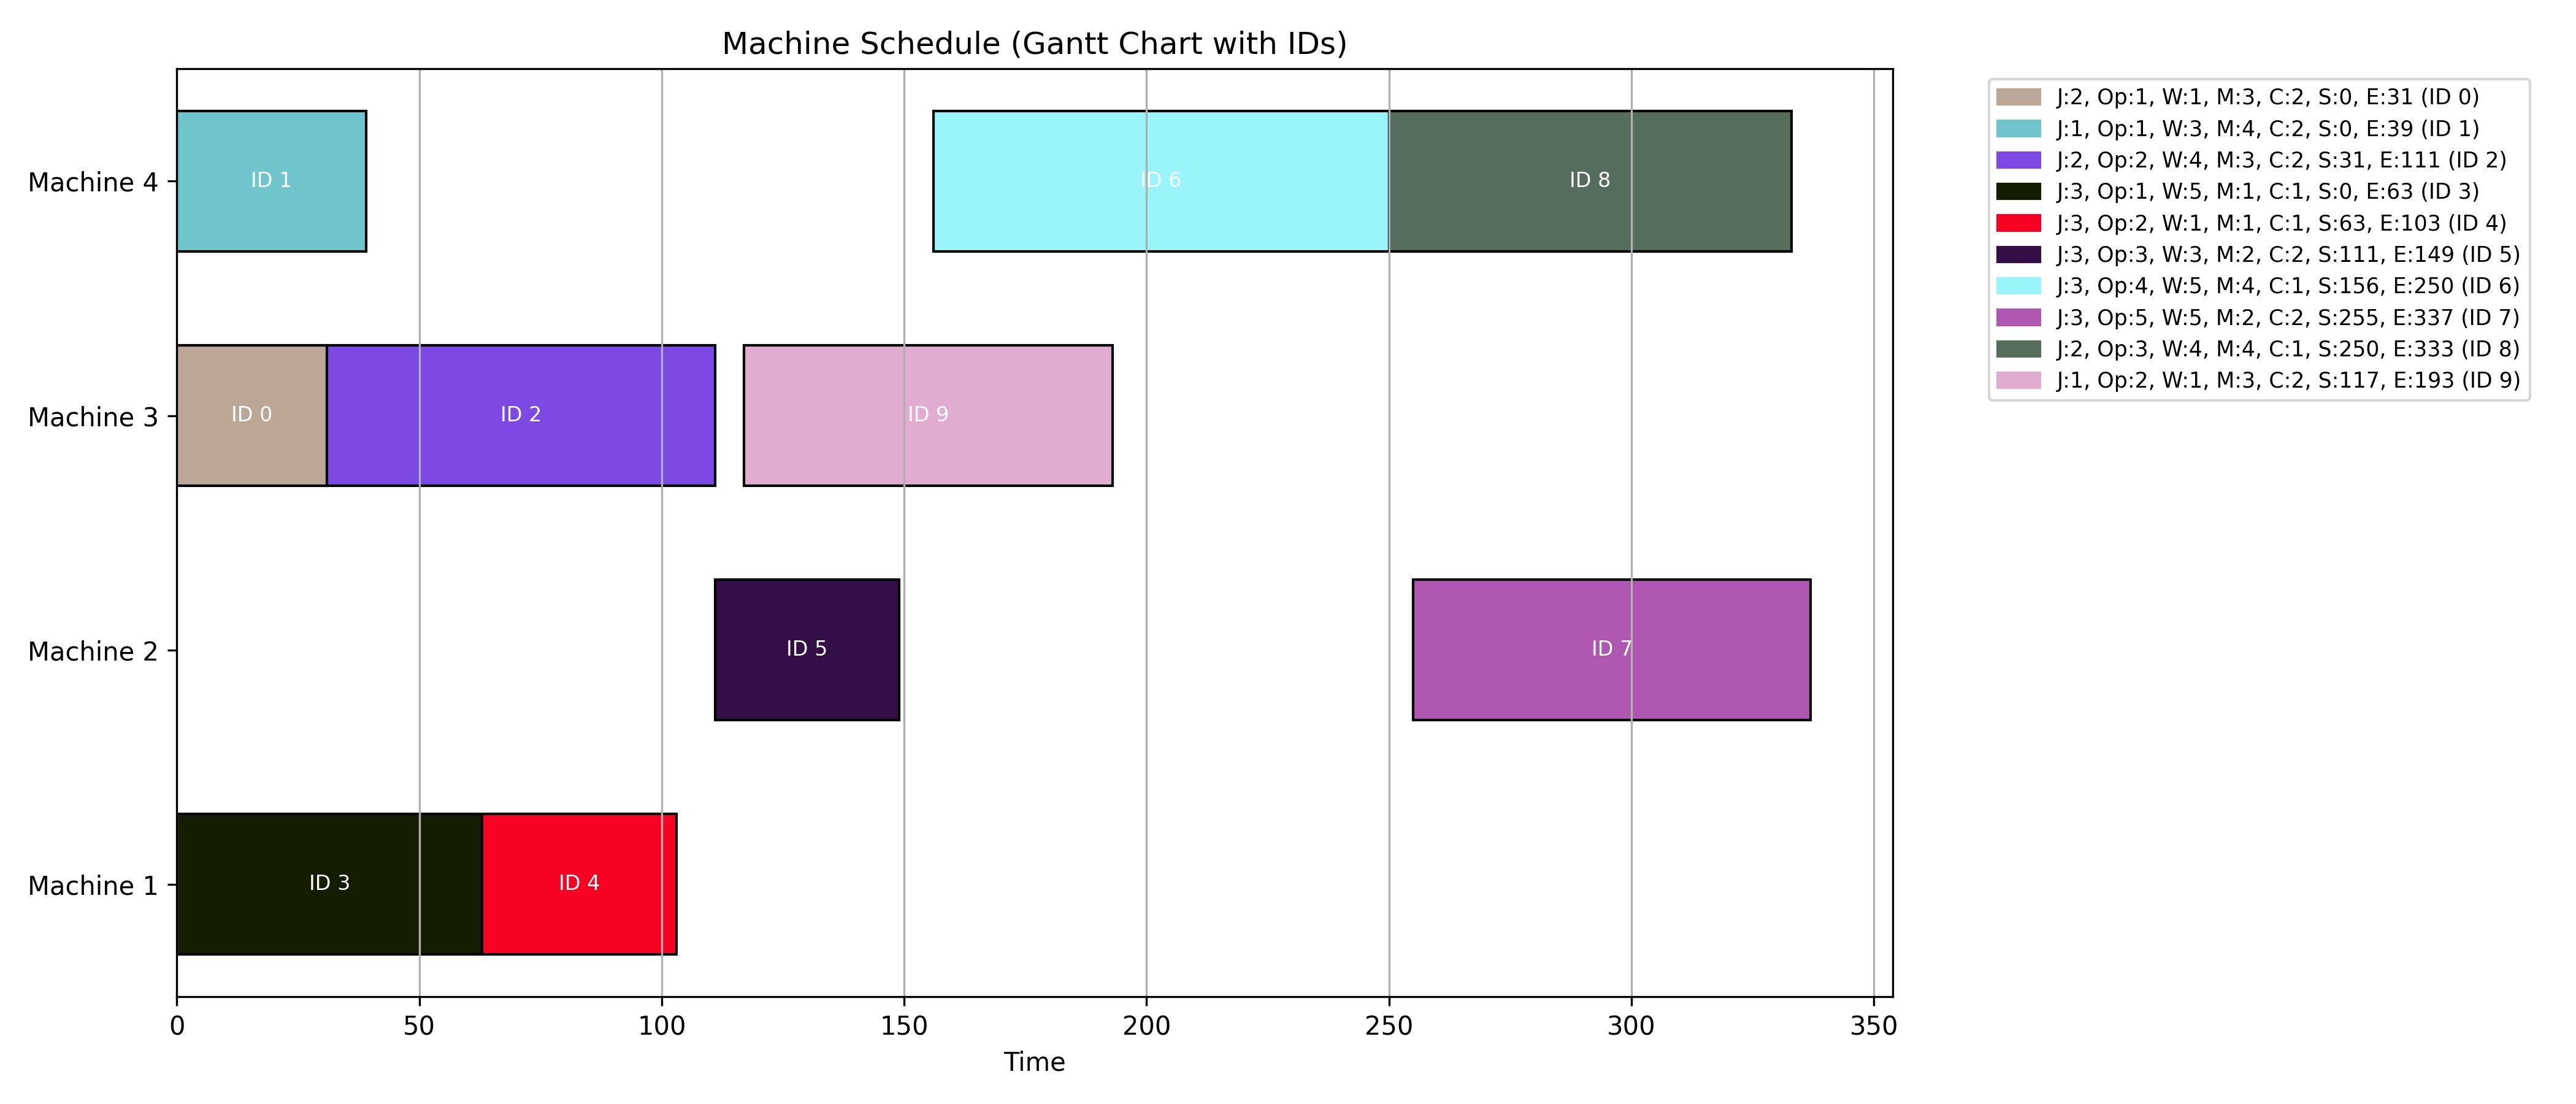 Machine Schedule (Gantt Chart with IDs)
Machine 4
ID 1
ID 6
ID 8
Machine 3
ID 0
ID 2
ID 9
Machine 2
ID 5
ID 7
Machine 1
ID 3
ID 4
0 50 100 150 200 250 300 350
Time
J:2, Op:1, W:1, M:3, C:2, S:0, E:31 (ID 0)
J:1, Op:1, W:3, M:4, C:2, S:0, E:39 (ID 1)
J:2, Op:2, W:4, M:3, C:2, S:31, E:111 (ID 2)
J:3, Op:1, W:5, M:1, C:1, S:0, E:63 (ID 3)
J:3, Op:2, W:1, M:1, C:1, S:63, E:103 (ID 4)
J:3, Op:3, W:3, M:2, C:2, S:111, E:149 (ID 5)
J:3, Op:4, W:5, M:4, C:1, S:156, E:250 (ID 6)
J:3, Op:5, W:5, M:2, C:2, S:255, E:337 (ID 7)
J:2, Op:3, W:4, M:4, C:1, S:250, E:333 (ID 8)
J:1, Op:2, W:1, M:3, C:2, S:117, E:193 (ID 9)